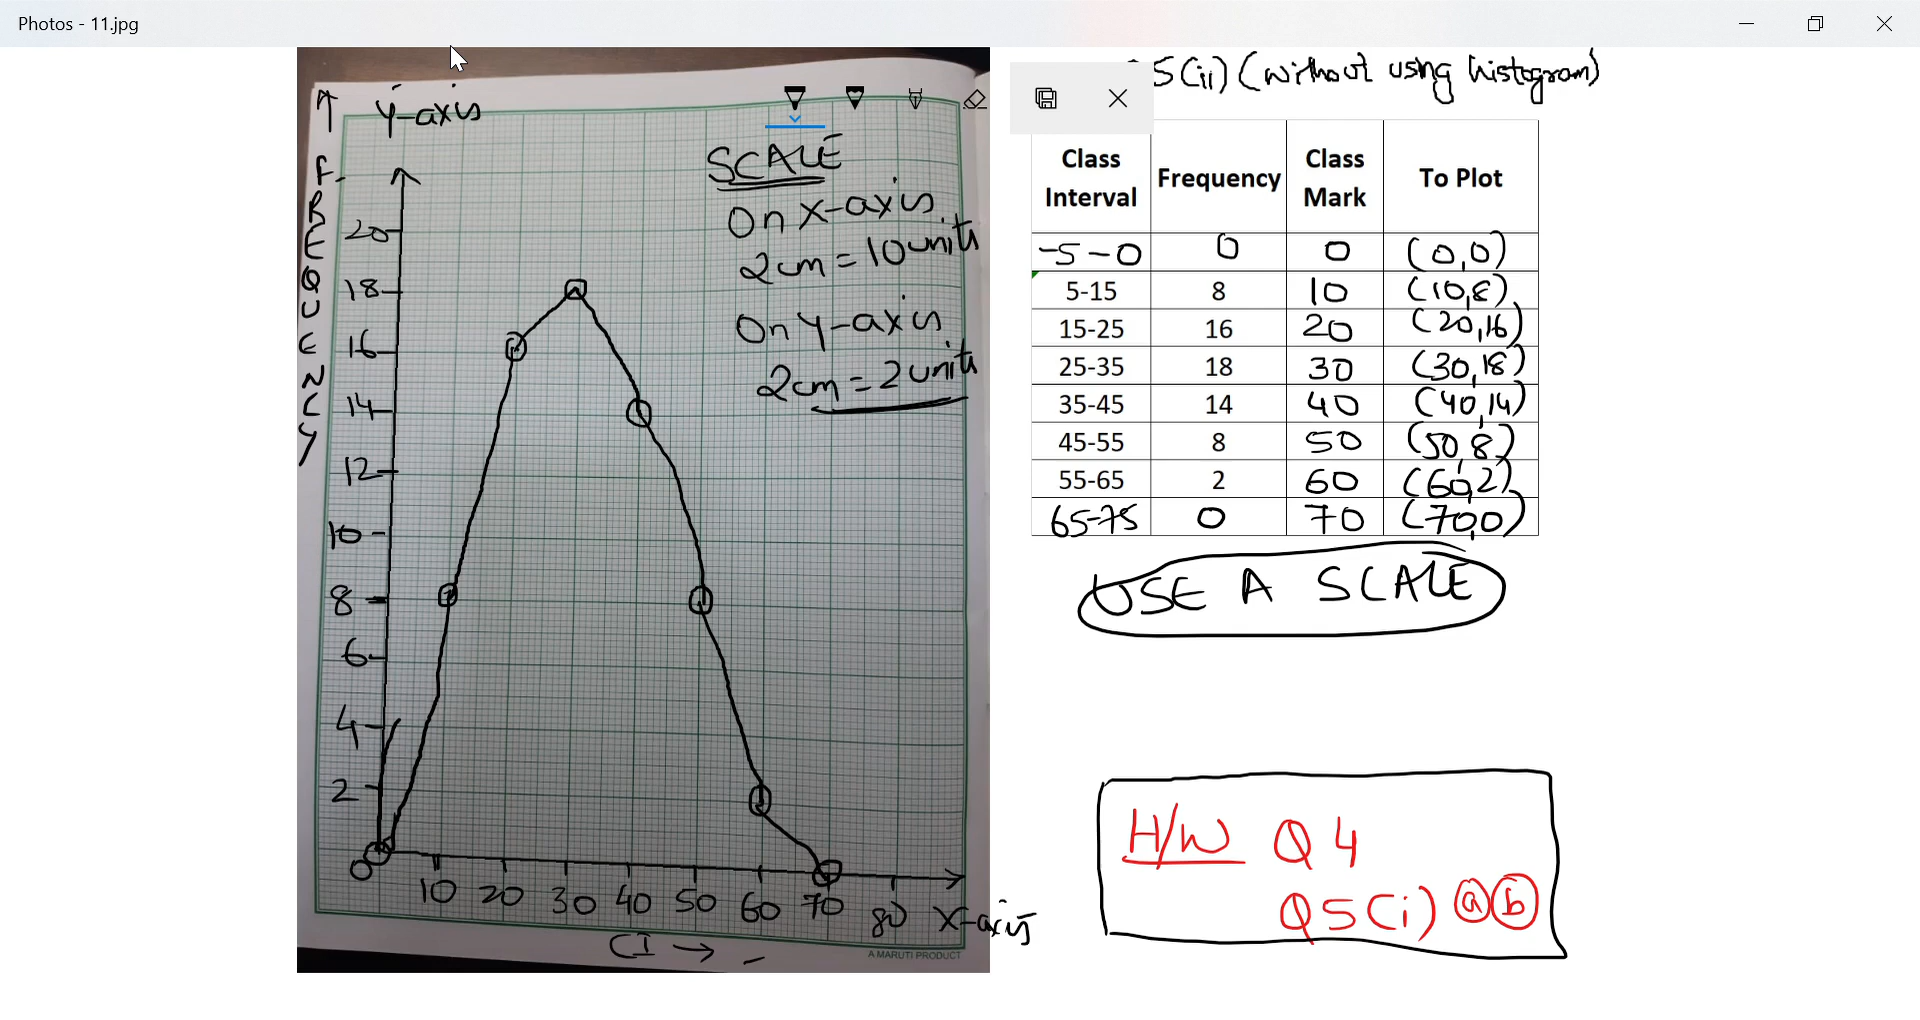 Photos - 11.jpg
Y-axis
FREQUENCY
20
18
16
14
12
10
8
6
4
2
0
10 20 30 40 50 60 70 80 X-axis
CI →
SCALE
On X-axis
2cm = 10 units
On Y-axis
2cm = 2 units
A MARUTI PRODUCT
5(ii) (without using histogram)
Class Interval Frequency Class Mark To Plot
-5-0 0 0 (0,0)
5-15 8 10 (10,8)
15-25 16 20 (20,16)
25-35 18 30 (30,18)
35-45 14 40 (40,14)
45-55 8 50 (50,8)
55-65 2 60 (60,2)
65-75 0 70 (70,0)
USE A SCALE
H/W Q 4
Q5(i) a b